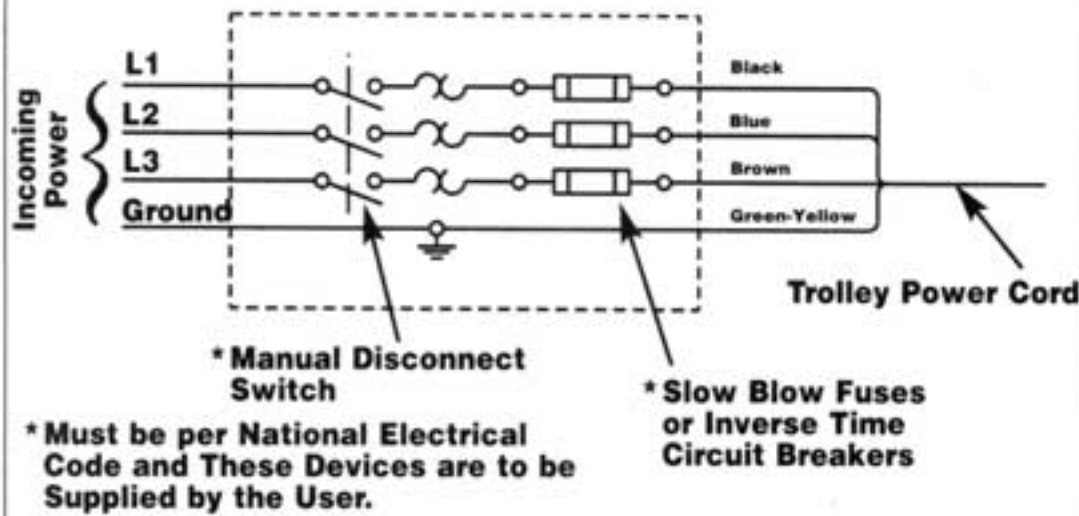 Incoming
Power
L1
L2
L3
Ground
Black
Blue
Brown
Green-Yellow
Trolley Power Cord
* Manual Disconnect
Switch
* Slow Blow Fuses
or Inverse Time
Circuit Breakers
* Must be per National Electrical
Code and These Devices are to be
Supplied by the User.